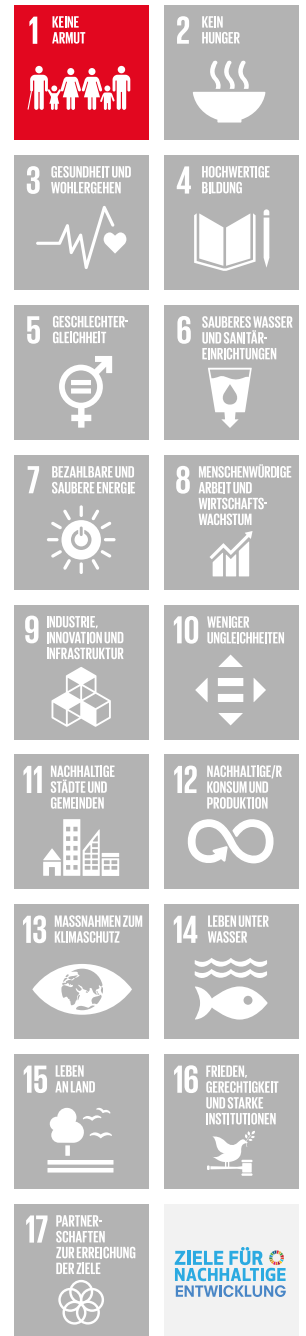 1 KEINE
ARMUT
2 KEIN
HUNGER
3 GESUNDHEIT UND
WOHLERGEHEN
4 HOCHWERTIGE
BILDUNG
5 GESCHLECHTER-
GLEICHHEIT
6 SAUBERES WASSER
UND SANITÄR-
EINRICHTUNGEN
7 BEZAHLBARE UND
SAUBERE ENERGIE
8 MENSCHENWÜRDIGE
ARBEIT UND
WIRTSCHAFTS-
WACHSTUM
9 INDUSTRIE,
INNOVATION UND
INFRASTRUKTUR
10 WENIGER
UNGLEICHHEITEN
11 NACHHALTIGE
STÄDTE UND
GEMEINDEN
12 NACHHALTIGE/R
KONSUM UND
PRODUKTION
13 MASSNAHMEN ZUM
KLIMASCHUTZ
14 LEBEN UNTER
WASSER
15 LEBEN
AN LAND
16 FRIEDEN,
GERECHTIGKEIT
UND STARKE
INSTITUTIONEN
17 PARTNER-
SCHAFTEN
ZUR ERREICHUNG
DER ZIELE
ZIELE FÜR
NACHHALTIGE
ENTWICKLUNG